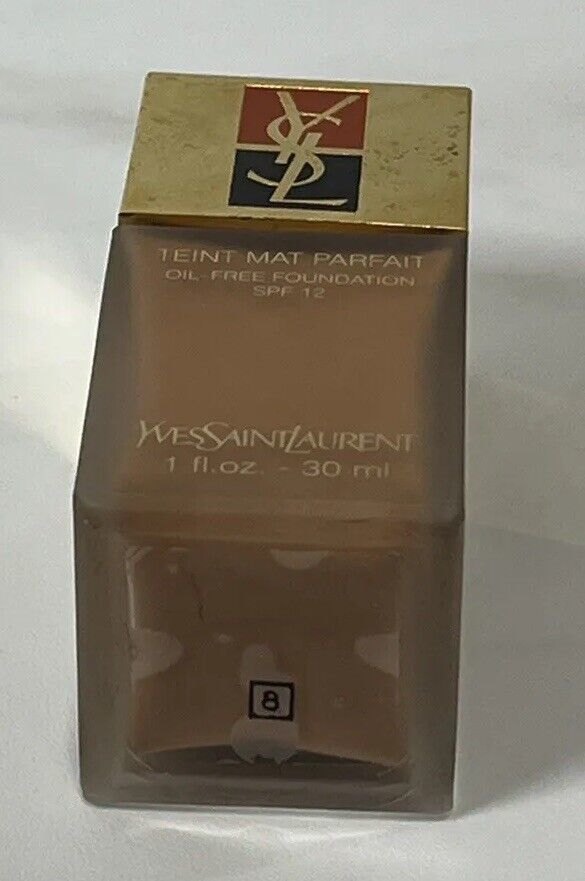 YSL
TEINT MAT PARFAIT
OIL-FREE FOUNDATION
SPF 12
YVESSAINTLAURENT
1 fl.oz. - 30 ml
8